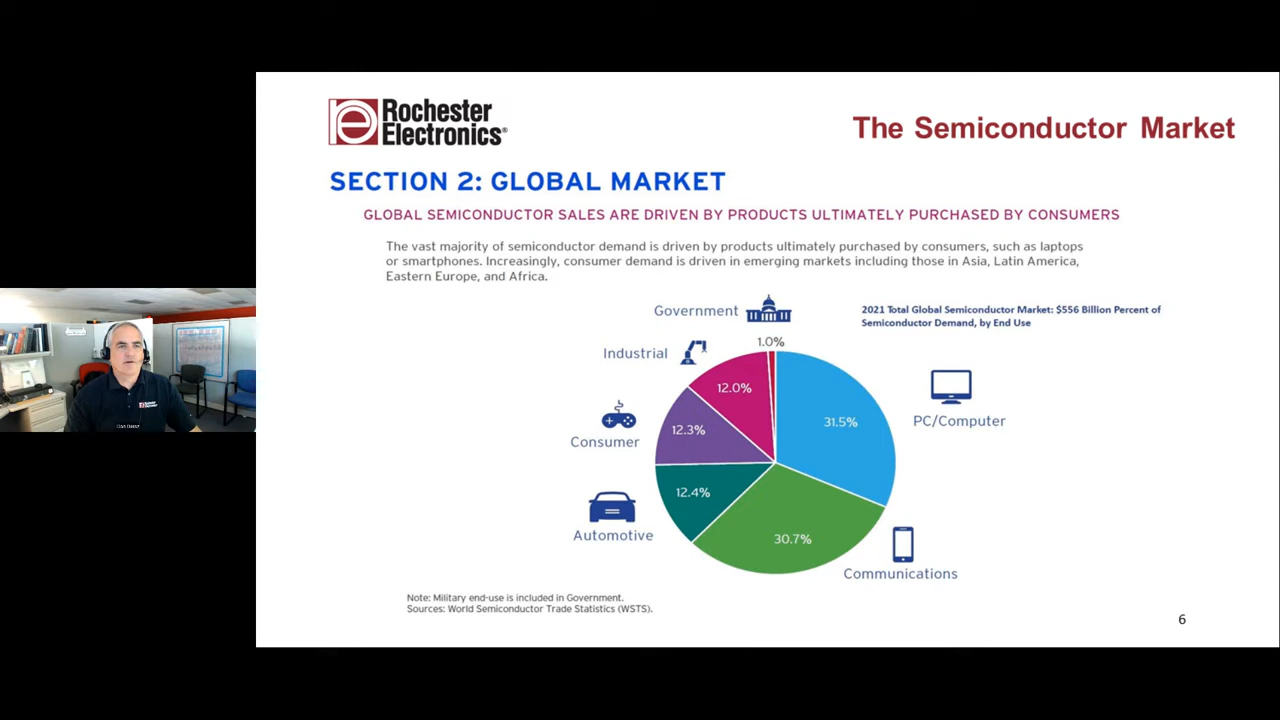 Rochester
Electronics®
The Semiconductor Market
SECTION 2: GLOBAL MARKET
GLOBAL SEMICONDUCTOR SALES ARE DRIVEN BY PRODUCTS ULTIMATELY PURCHASED BY CONSUMERS
The vast majority of semiconductor demand is driven by products ultimately purchased by consumers, such as laptops
or smartphones. Increasingly, consumer demand is driven in emerging markets including those in Asia, Latin America,
Eastern Europe, and Africa.
Government
2021 Total Global Semiconductor Market: $556 Billion Percent of
Semiconductor Demand, by End Use
1.0%
Industrial
12.0%
31.5%
PC/Computer
12.3%
Consumer
12.4%
Automotive
30.7%
Communications
Note: Military end-use is included in Government.
Sources: World Semiconductor Trade Statistics (WSTS).
6